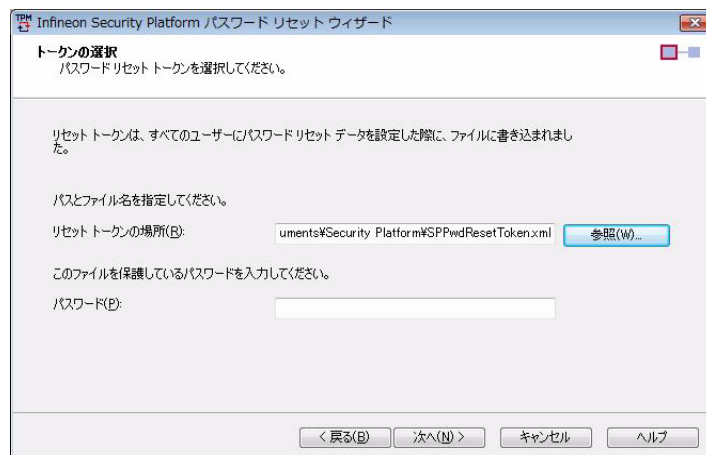 TPM
Infineon Security Platform パスワード リセット ウィザード
トークンの選択
パスワード リセット トークンを選択してください。
リセット トークンは、すべてのユーザーにパスワード リセット データを設定した際に、ファイルに書き込まれまし
た。
パスとファイル名を指定してください。
リセット トークンの場所(R):
uments¥Security Platform¥SPPwdResetToken.xml
参照(W)...
このファイルを保護しているパスワードを入力してください。
パスワード(P):
< 戻る(B)
次へ(N) >
キャンセル
ヘルプ